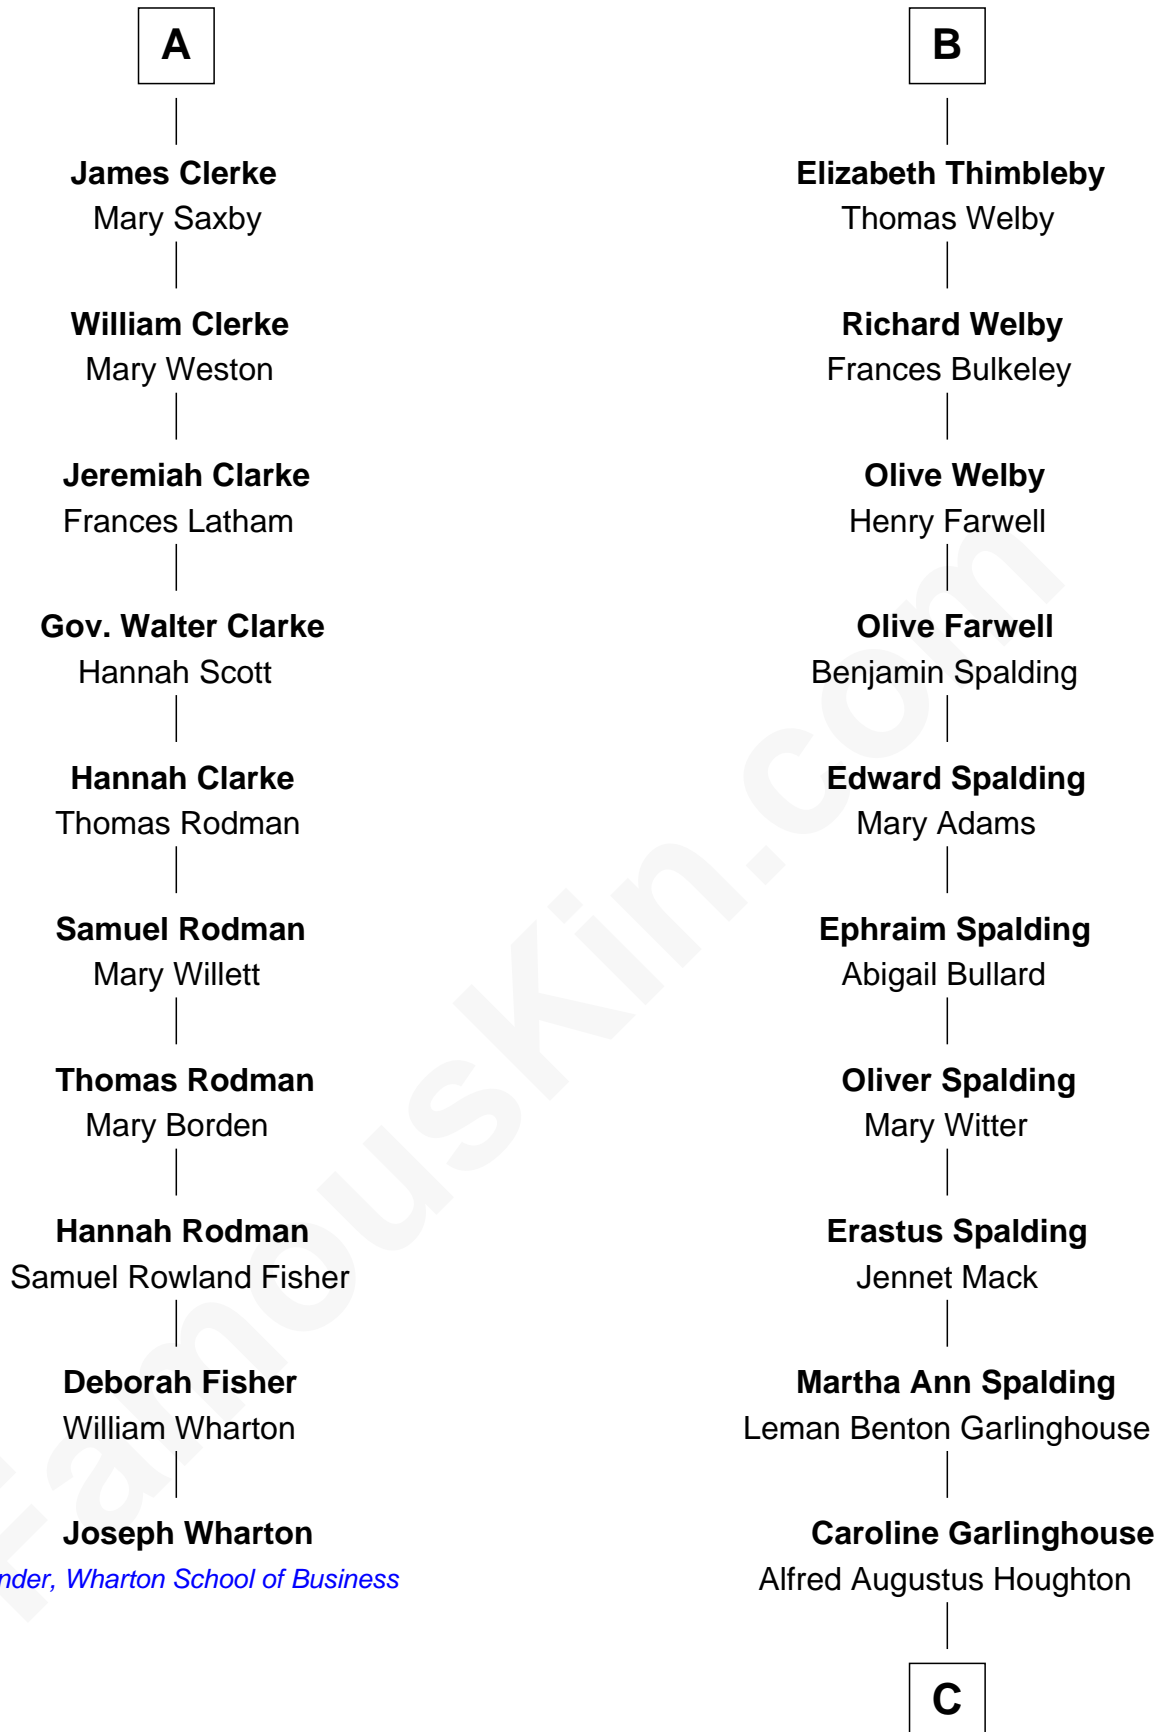 A
James Clerke
Mary Saxby
William Clerke
Mary Weston
Jeremiah Clarke
Frances Latham
Gov. Walter Clarke
Hannah Scott
Hannah Clarke
Thomas Rodman
Samuel Rodman
Mary Willett
Thomas Rodman
Mary Borden
Hannah Rodman
Samuel Rowland Fisher
Deborah Fisher
William Wharton
Joseph Wharton
nder, Wharton School of Business
B
Elizabeth Thimbleby
Thomas Welby
Richard Welby
Frances Bulkeley
Olive Welby
Henry Farwell
Olive Farwell
Benjamin Spalding
Edward Spalding
Mary Adams
Ephraim Spalding
Abigail Bullard
Oliver Spalding
Mary Witter
Erastus Spalding
Jennet Mack
Martha Ann Spalding
Leman Benton Garlinghouse
Caroline Garlinghouse
Alfred Augustus Houghton
C
FamousKin.com